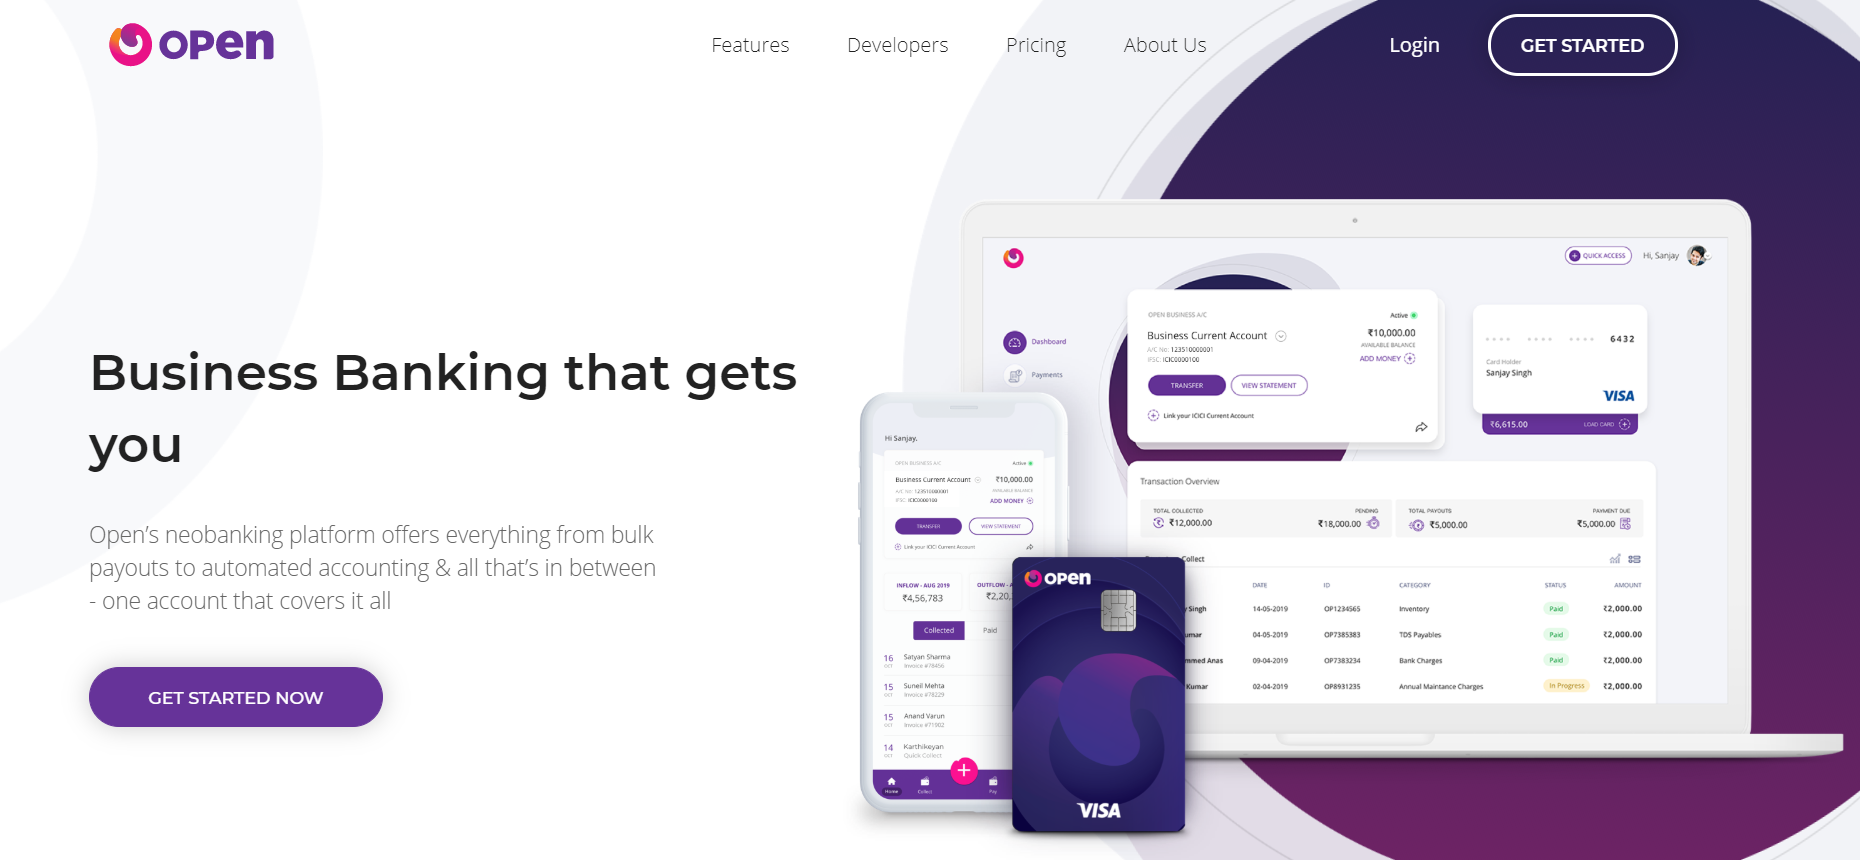 open
Features
Developers
Pricing
About Us
Login
GET STARTED
Business Banking that gets
you
Open’s neobanking platform offers everything from bulk
payouts to automated accounting & all that’s in between
- one account that covers it all
GET STARTED NOW
QUICK ACCESS
Hi, Sanjay
Dashboard
Payments
OPEN BUSINESS A/C
Active
Business Current Account
₹10,000.00
A/C No: 123510000001
AVAILABLE BALANCE
IFSC: ICIC0000100
ADD MONEY
TRANSFER
VIEW STATEMENT
Link your ICICI Current Account
6432
Card Holder
Sanjay Singh
VISA
₹6,615.00
LOAD CARD
Transaction Overview
TOTAL COLLECTED
PENDING
TOTAL PAYOUTS
PAYMENT DUE
₹12,000.00
₹18,000.00
₹5,000.00
₹5,000.00
Collect
DATE
ID
CATEGORY
STATUS
AMOUNT
Singh 14-05-2019 OP1234565 Inventory Paid ₹2,000.00
umar 04-05-2019 OP7385383 TDS Payables Paid ₹2,000.00
mmed Anas 09-04-2019 OP7383234 Bank Charges Paid ₹2,000.00
Kumar 02-04-2019 OP8931235 Annual Maintance Charges In Progress ₹2,000.00
Hi Sanjay,
OPEN BUSINESS A/C
Active
Business Current Account
₹10,000.00
A/C No: 123510000001
AVAILABLE BALANCE
IFSC: ICIC0000100
ADD MONEY
TRANSFER
VIEW STATEMENT
Link your ICICI Current Account
INFLOW - AUG 2019
OUTFLOW - A
₹4,56,783
₹2,20,
Collected
Paid
16 Satyan Sharma
OCT Invoice #78456
15 Suneil Mehta
OCT Invoice #78229
15 Anand Varun
OCT Invoice #71902
14 Karthikeyan
OCT Quick Collect
Home
Collect
Pay
open
VISA